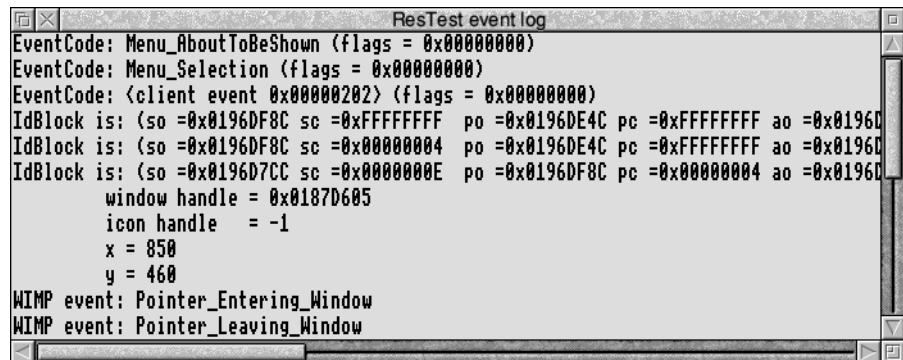 ResTest event log
EventCode: Menu_AboutToBeShown (flags = 0x00000000)
EventCode: Menu_Selection (flags = 0x00000000)
EventCode: {client event 0x00000202} (flags = 0x00000000)
IdBlock is: (so =0x0196DF8C sc =0xFFFFFFFF  po =0x0196DE4C pc =0xFFFFFFFF ao =0x0196D
IdBlock is: (so =0x0196DF8C sc =0x00000004  po =0x0196DE4C pc =0xFFFFFFFF ao =0x0196D
IdBlock is: (so =0x0196D7CC sc =0x0000000E  po =0x0196DF8C pc =0x00000004 ao =0x0196D
window handle = 0x0187D605
icon handle   = -1
x = 850
y = 460
WIMP event: Pointer_Entering_Window
WIMP event: Pointer_Leaving_Window